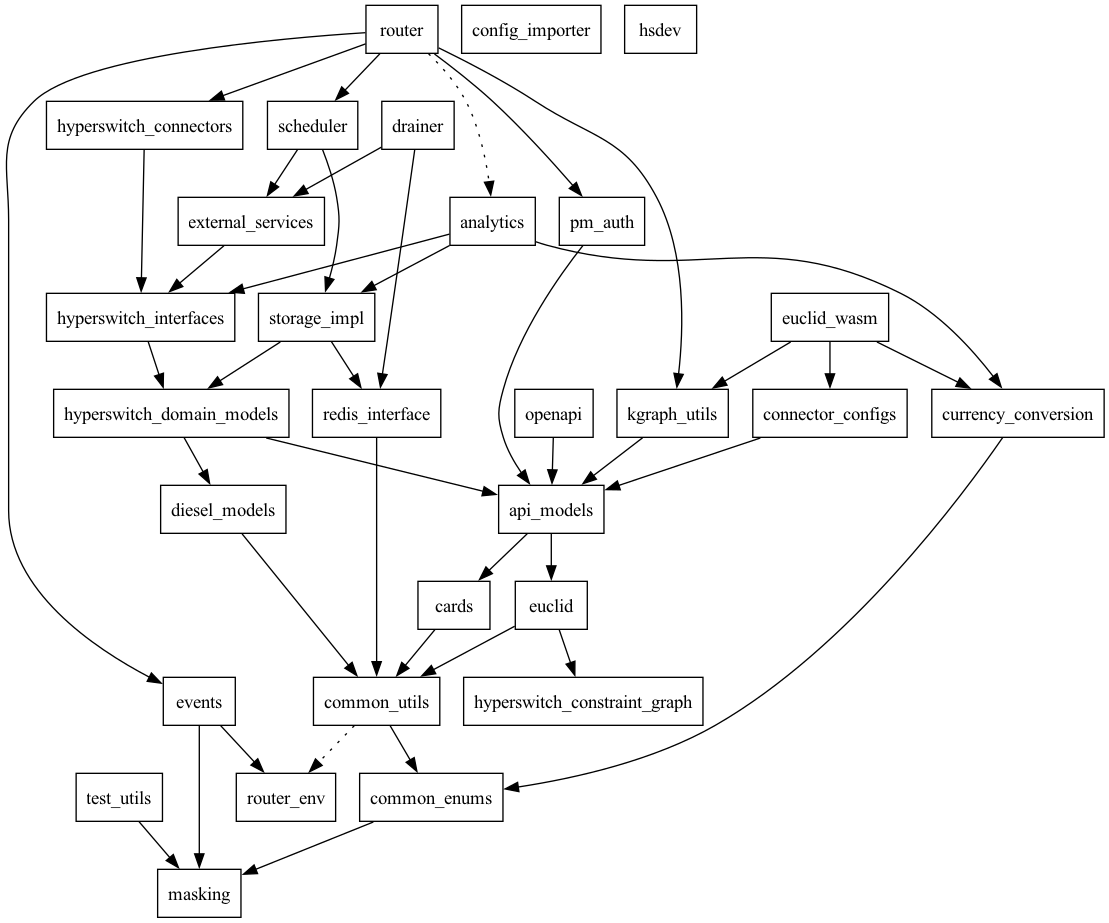 router
config_importer
hsdev
hyperswitch_connectors
scheduler
drainer
external_services
analytics
pm_auth
hyperswitch_interfaces
storage_impl
euclid_wasm
hyperswitch_domain_models
redis_interface
openapi
kgraph_utils
connector_configs
currency_conversion
diesel_models
api_models
cards
euclid
events
common_utils
hyperswitch_constraint_graph
test_utils
router_env
common_enums
masking